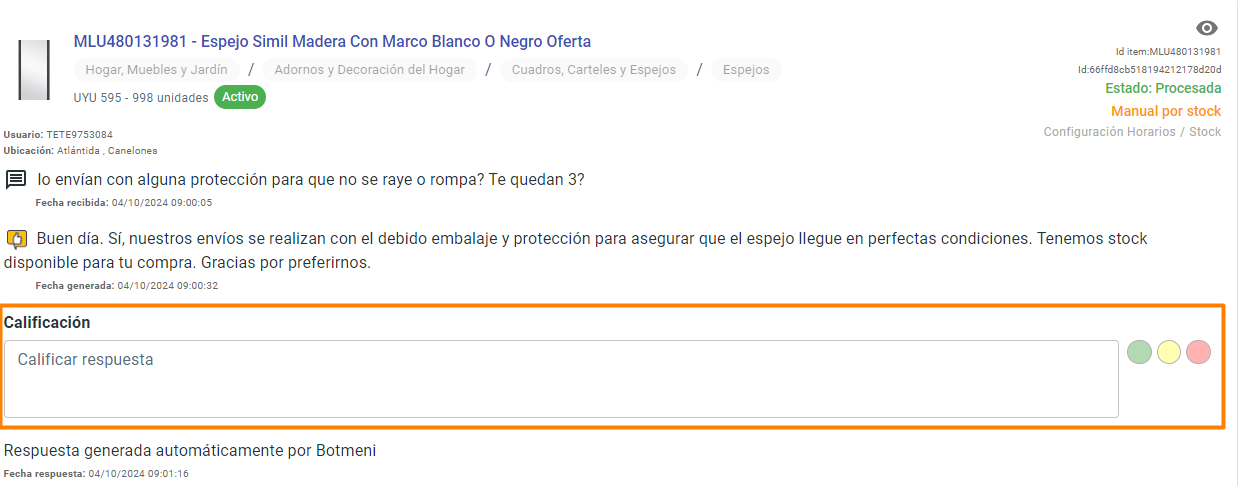 MLU480131981 - Espejo Simil Madera Con Marco Blanco O Negro Oferta
Hogar, Muebles y Jardín / Adornos y Decoración del Hogar / Cuadros, Carteles y Espejos / Espejos
UYU 595 - 998 unidades Activo
Id item:MLU480131981
Id:66ffd8cb518194212178d20d
Estado: Procesada
Manual por stock
Configuración Horarios / Stock
Usuario: TETE9753084
Ubicación: Atlántida , Canelones
lo envían con alguna protección para que no se raye o rompa? Te quedan 3?
Fecha recibida: 04/10/2024 09:00:05
Buen día. Sí, nuestros envíos se realizan con el debido embalaje y protección para asegurar que el espejo llegue en perfectas condiciones. Tenemos stock
disponible para tu compra. Gracias por preferirnos.
Fecha generada: 04/10/2024 09:00:32
Calificación
Calificar respuesta
Respuesta generada automáticamente por Botmeni
Fecha respuesta: 04/10/2024 09:01:16